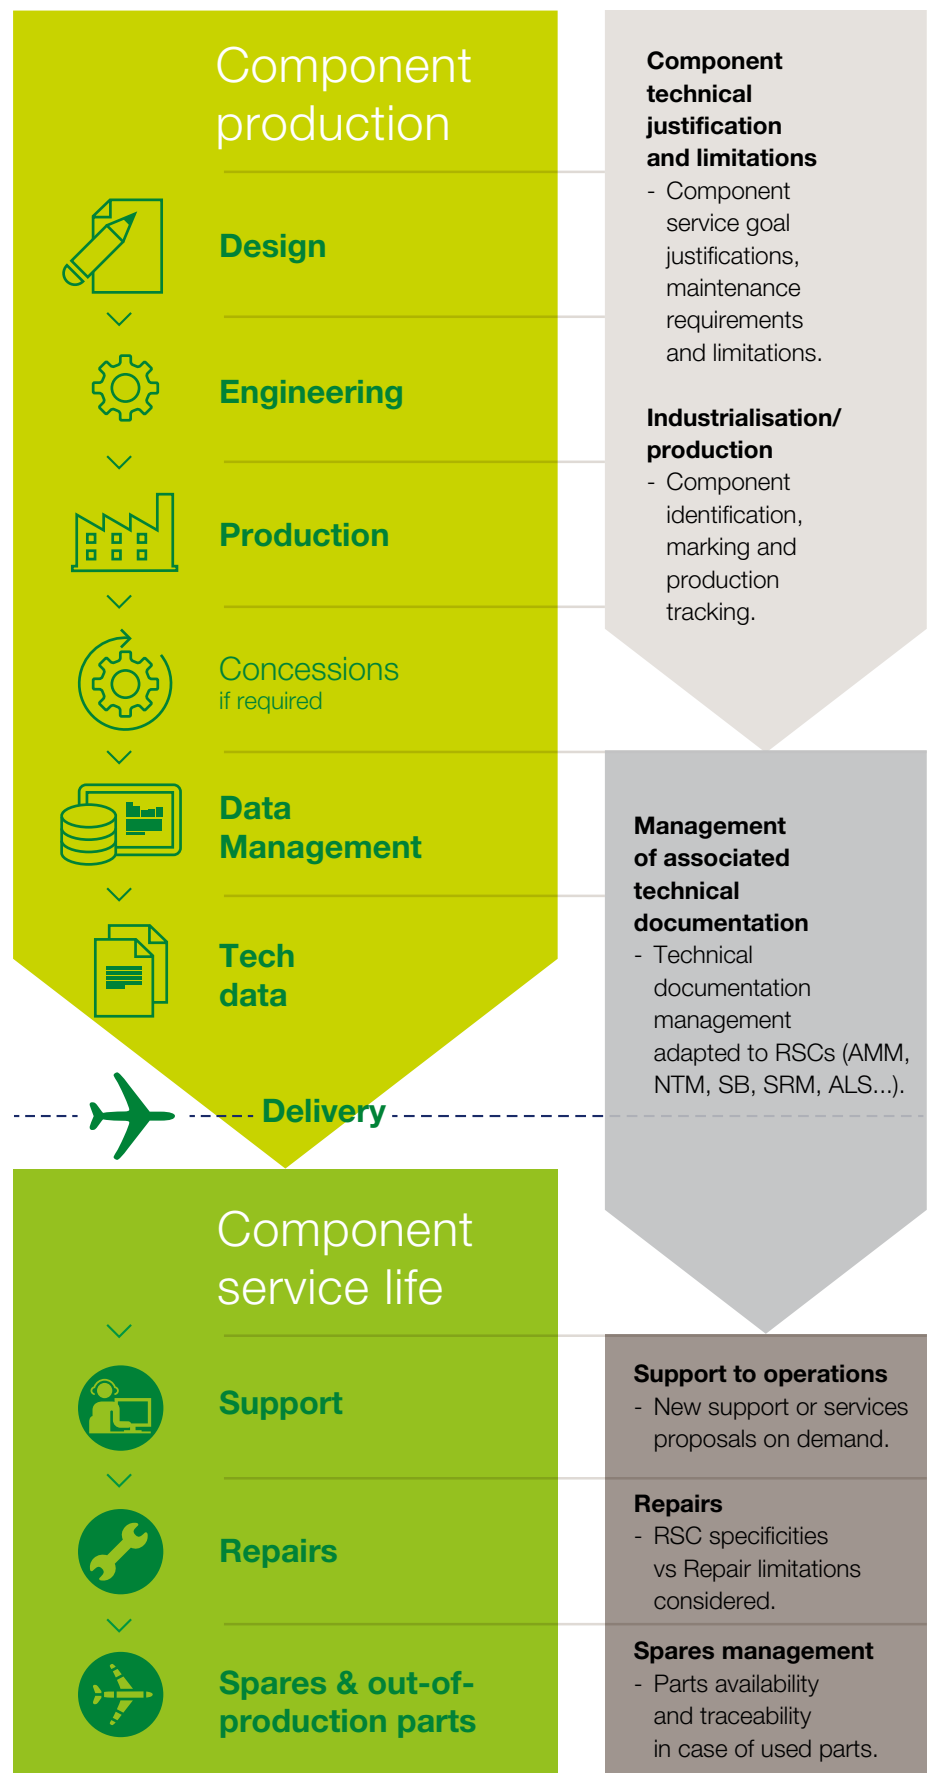 Component
production
Design
Engineering
Production
Concessions
if required
Data
Management
Tech
data
Delivery
Component
technical
justification
and limitations
- Component
service goal
justifications,
maintenance
requirements
and limitations.
Industrialisation/
production
- Component
identification,
marking and
production
tracking.
Management
of associated
technical
documentation
- Technical
documentation
management
adapted to RSCs (AMM,
NTM, SB, SRM, ALS...).
Component
service life
Support
Repairs
Spares & out-of-
production parts
Support to operations
- New support or services
proposals on demand.
Repairs
- RSC specificities
vs Repair limitations
considered.
Spares management
- Parts availability
and traceability
in case of used parts.